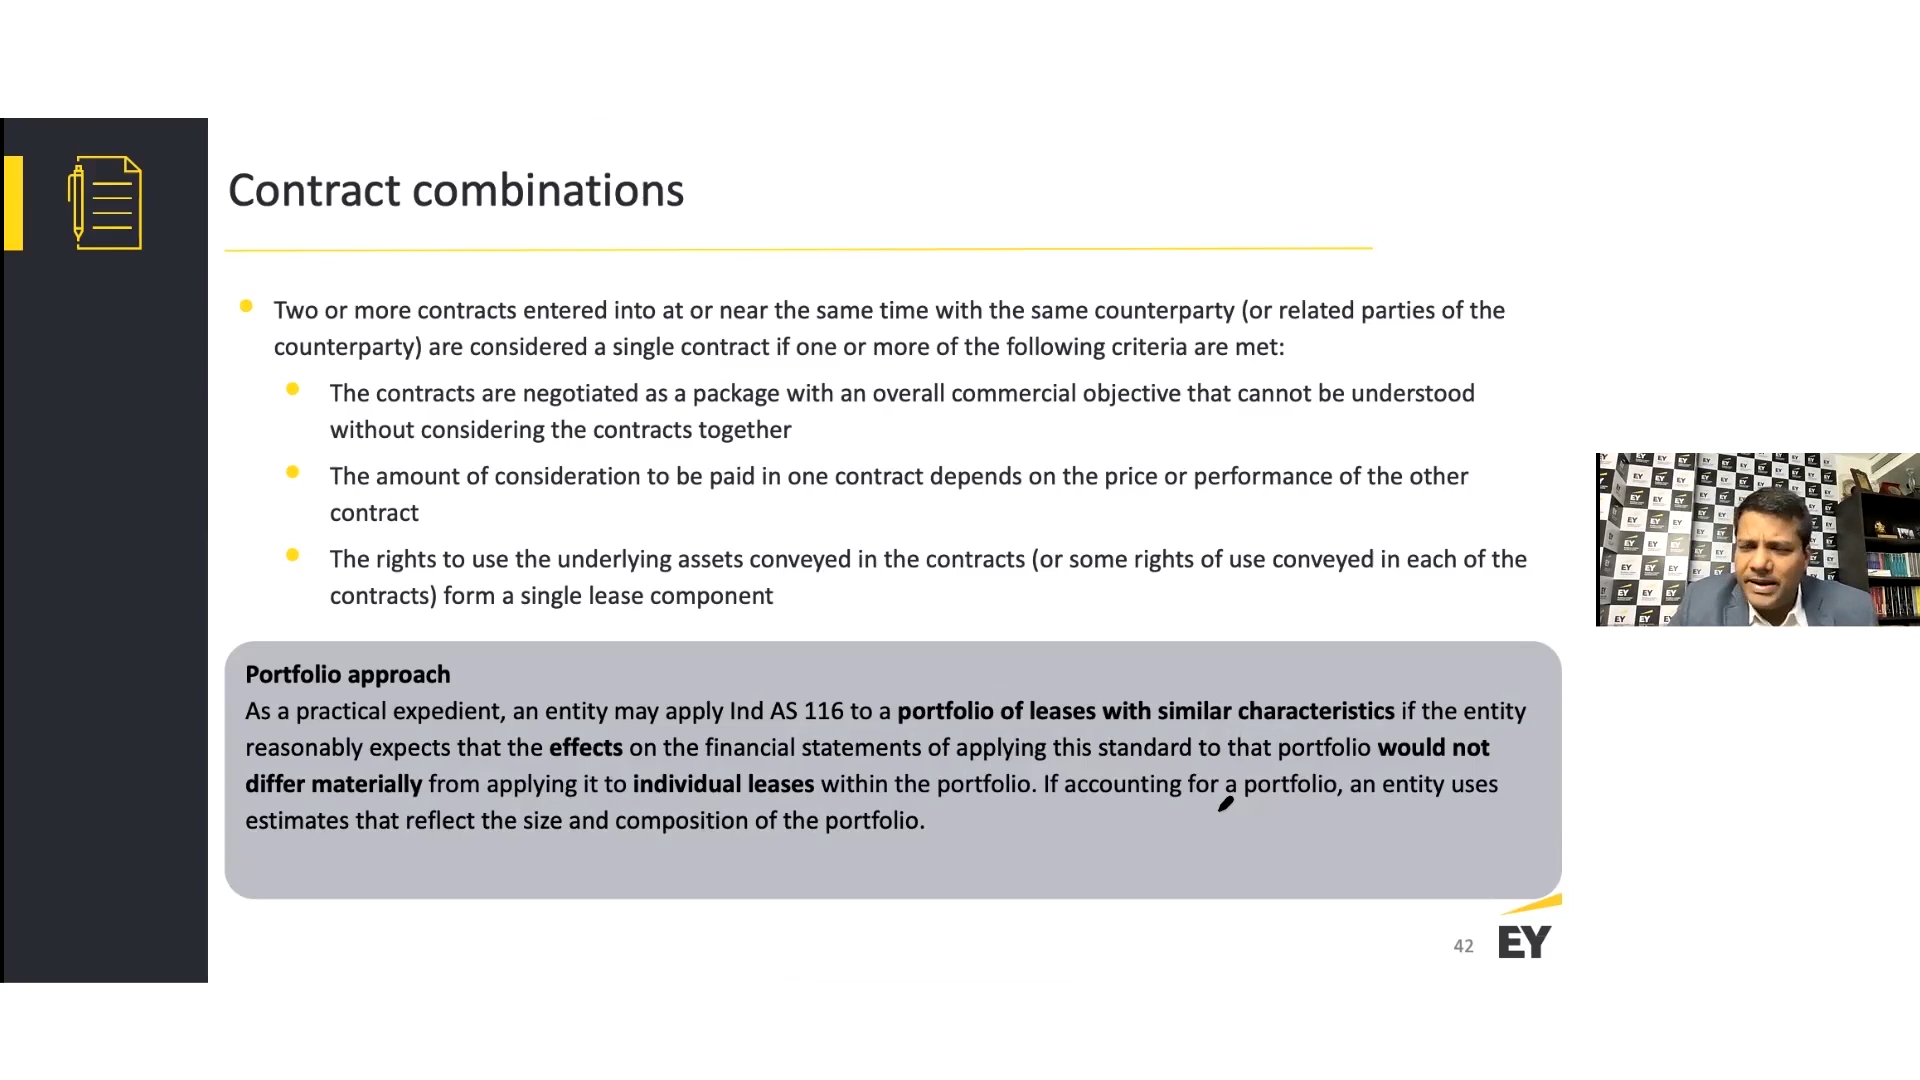 Contract combinations
Two or more contracts entered into at or near the same time with the same counterparty (or related parties of the
counterparty) are considered a single contract if one or more of the following criteria are met:
The contracts are negotiated as a package with an overall commercial objective that cannot be understood
without considering the contracts together
The amount of consideration to be paid in one contract depends on the price or performance of the other
contract
The rights to use the underlying assets conveyed in the contracts (or some rights of use conveyed in each of the
contracts) form a single lease component
Portfolio approach
As a practical expedient, an entity may apply Ind AS 116 to a portfolio of leases with similar characteristics if the entity
reasonably expects that the effects on the financial statements of applying this standard to that portfolio would not
differ materially from applying it to individual leases within the portfolio. If accounting for a portfolio, an entity uses
estimates that reflect the size and composition of the portfolio.
42
EY